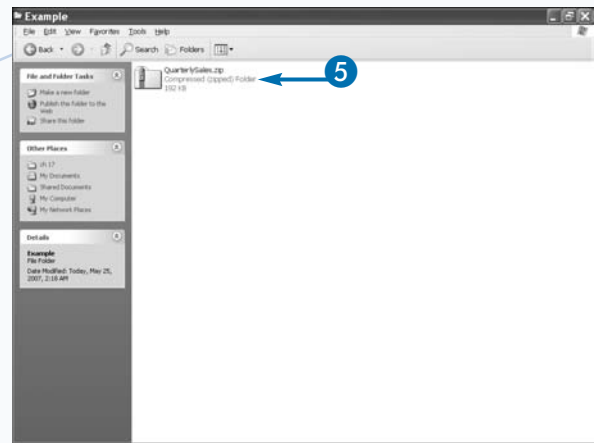 Example
File Edit View Favorites Tools Help
Back Search Folders
File and Folder Tasks
Make a new folder
Publish this folder to the
Web
Share this folder
Other Places
ch 17
My Documents
Shared Documents
My Computer
My Network Places
Details
Example
File Folder
Date Modified: Today, May 25,
2007, 2:18 AM
QuarterlySales.zip
Compressed (zipped) Folder
192 KB
5